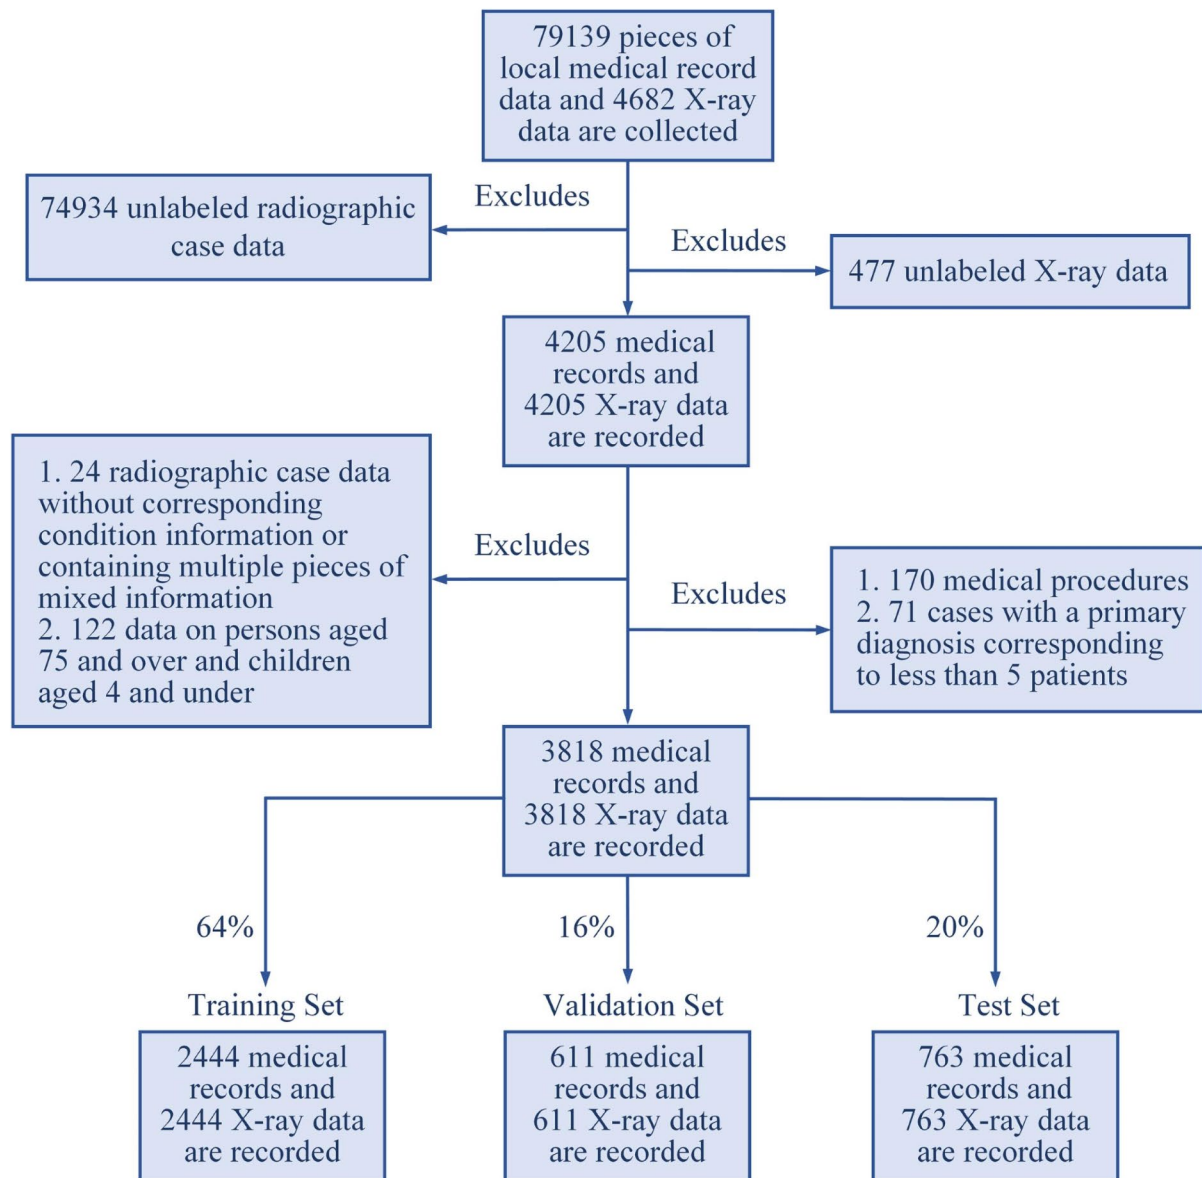 79139 pieces of
local medical record
data and 4682 X-ray
data are collected
Excludes
74934 unlabeled radiographic
case data
Excludes
477 unlabeled X-ray data
4205 medical
records and
4205 X-ray data
are recorded
1. 24 radiographic case data
without corresponding
condition information or
containing multiple pieces of
mixed information
2. 122 data on persons aged
75 and over and children
aged 4 and under
Excludes
Excludes
1. 170 medical procedures
2. 71 cases with a primary
diagnosis corresponding
to less than 5 patients
3818 medical
records and
3818 X-ray data
are recorded
64%
16%
20%
Training Set
Validation Set
Test Set
2444 medical
records and
2444 X-ray data
are recorded
611 medical
records and
611 X-ray data
are recorded
763 medical
records and
763 X-ray data
are recorded